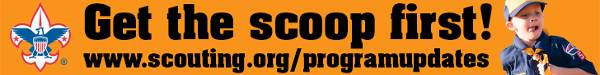 Get the scoop first!
www.scouting.org/programupdates
®